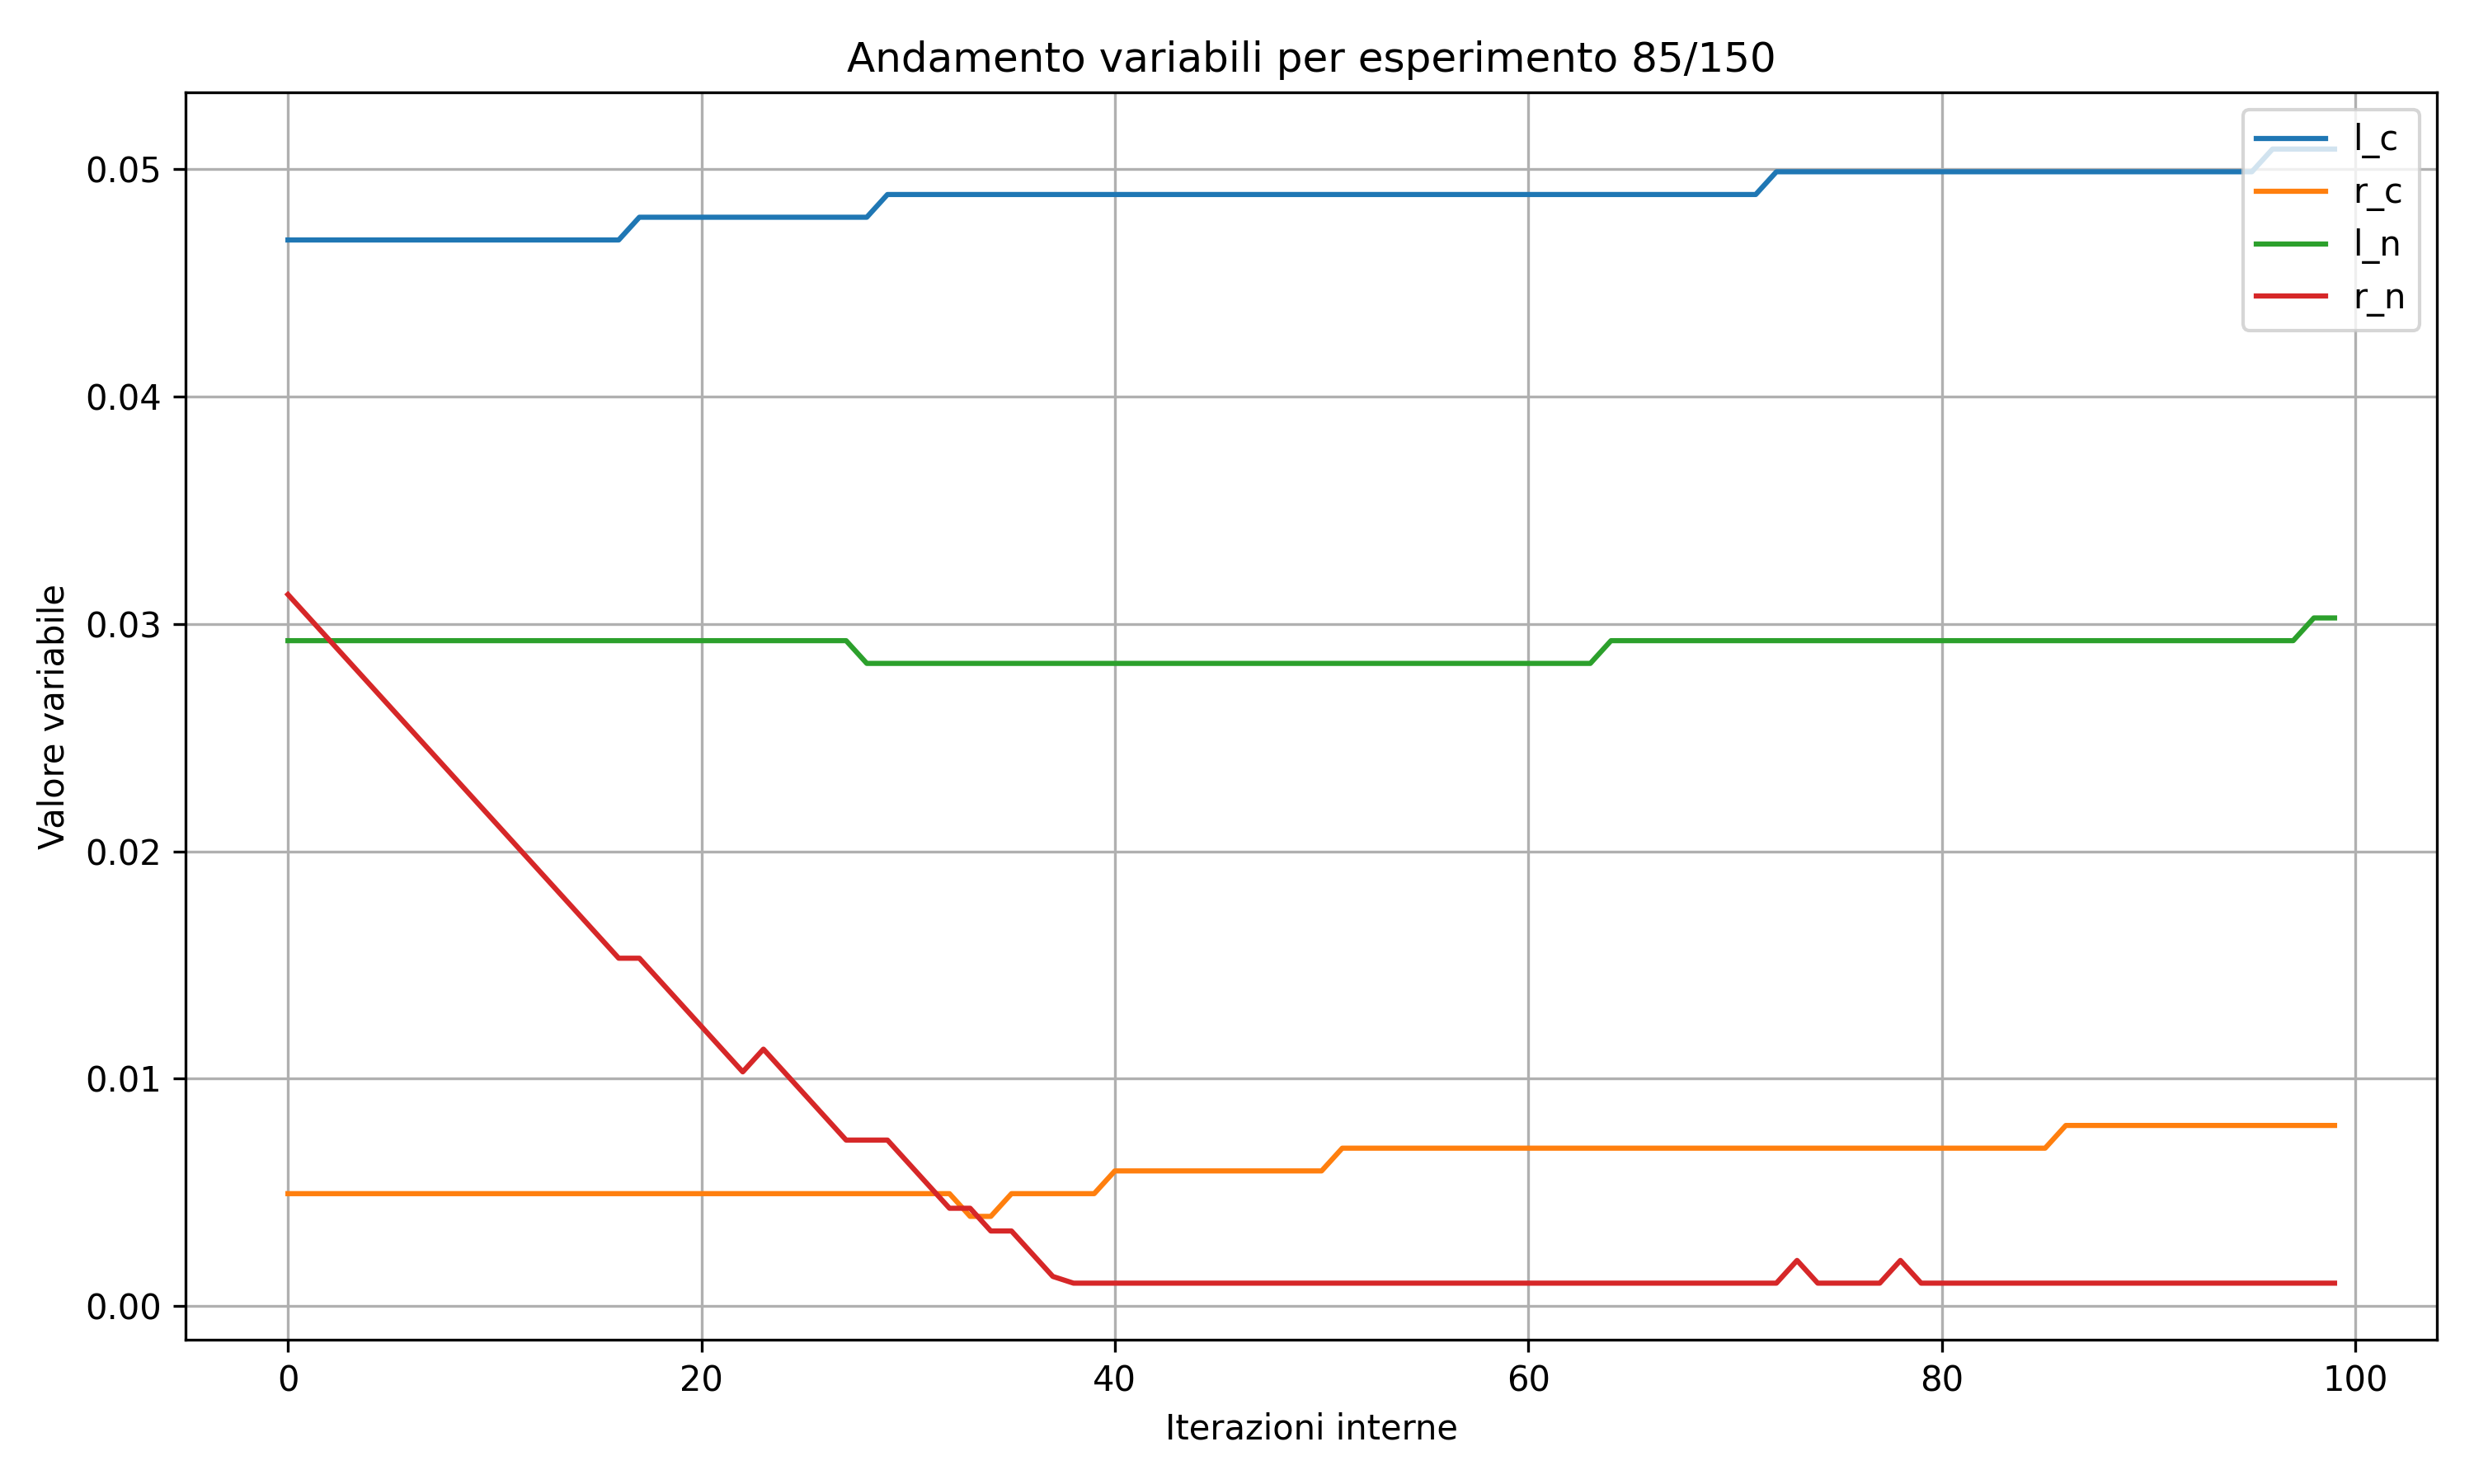 Andamento variabili per esperimento 85/150
l_c
r_c
l_n
r_n
Valore variabile
0.05
0.04
0.03
0.02
0.01
0.00
0 20 40 60 80 100
Iterazioni interne